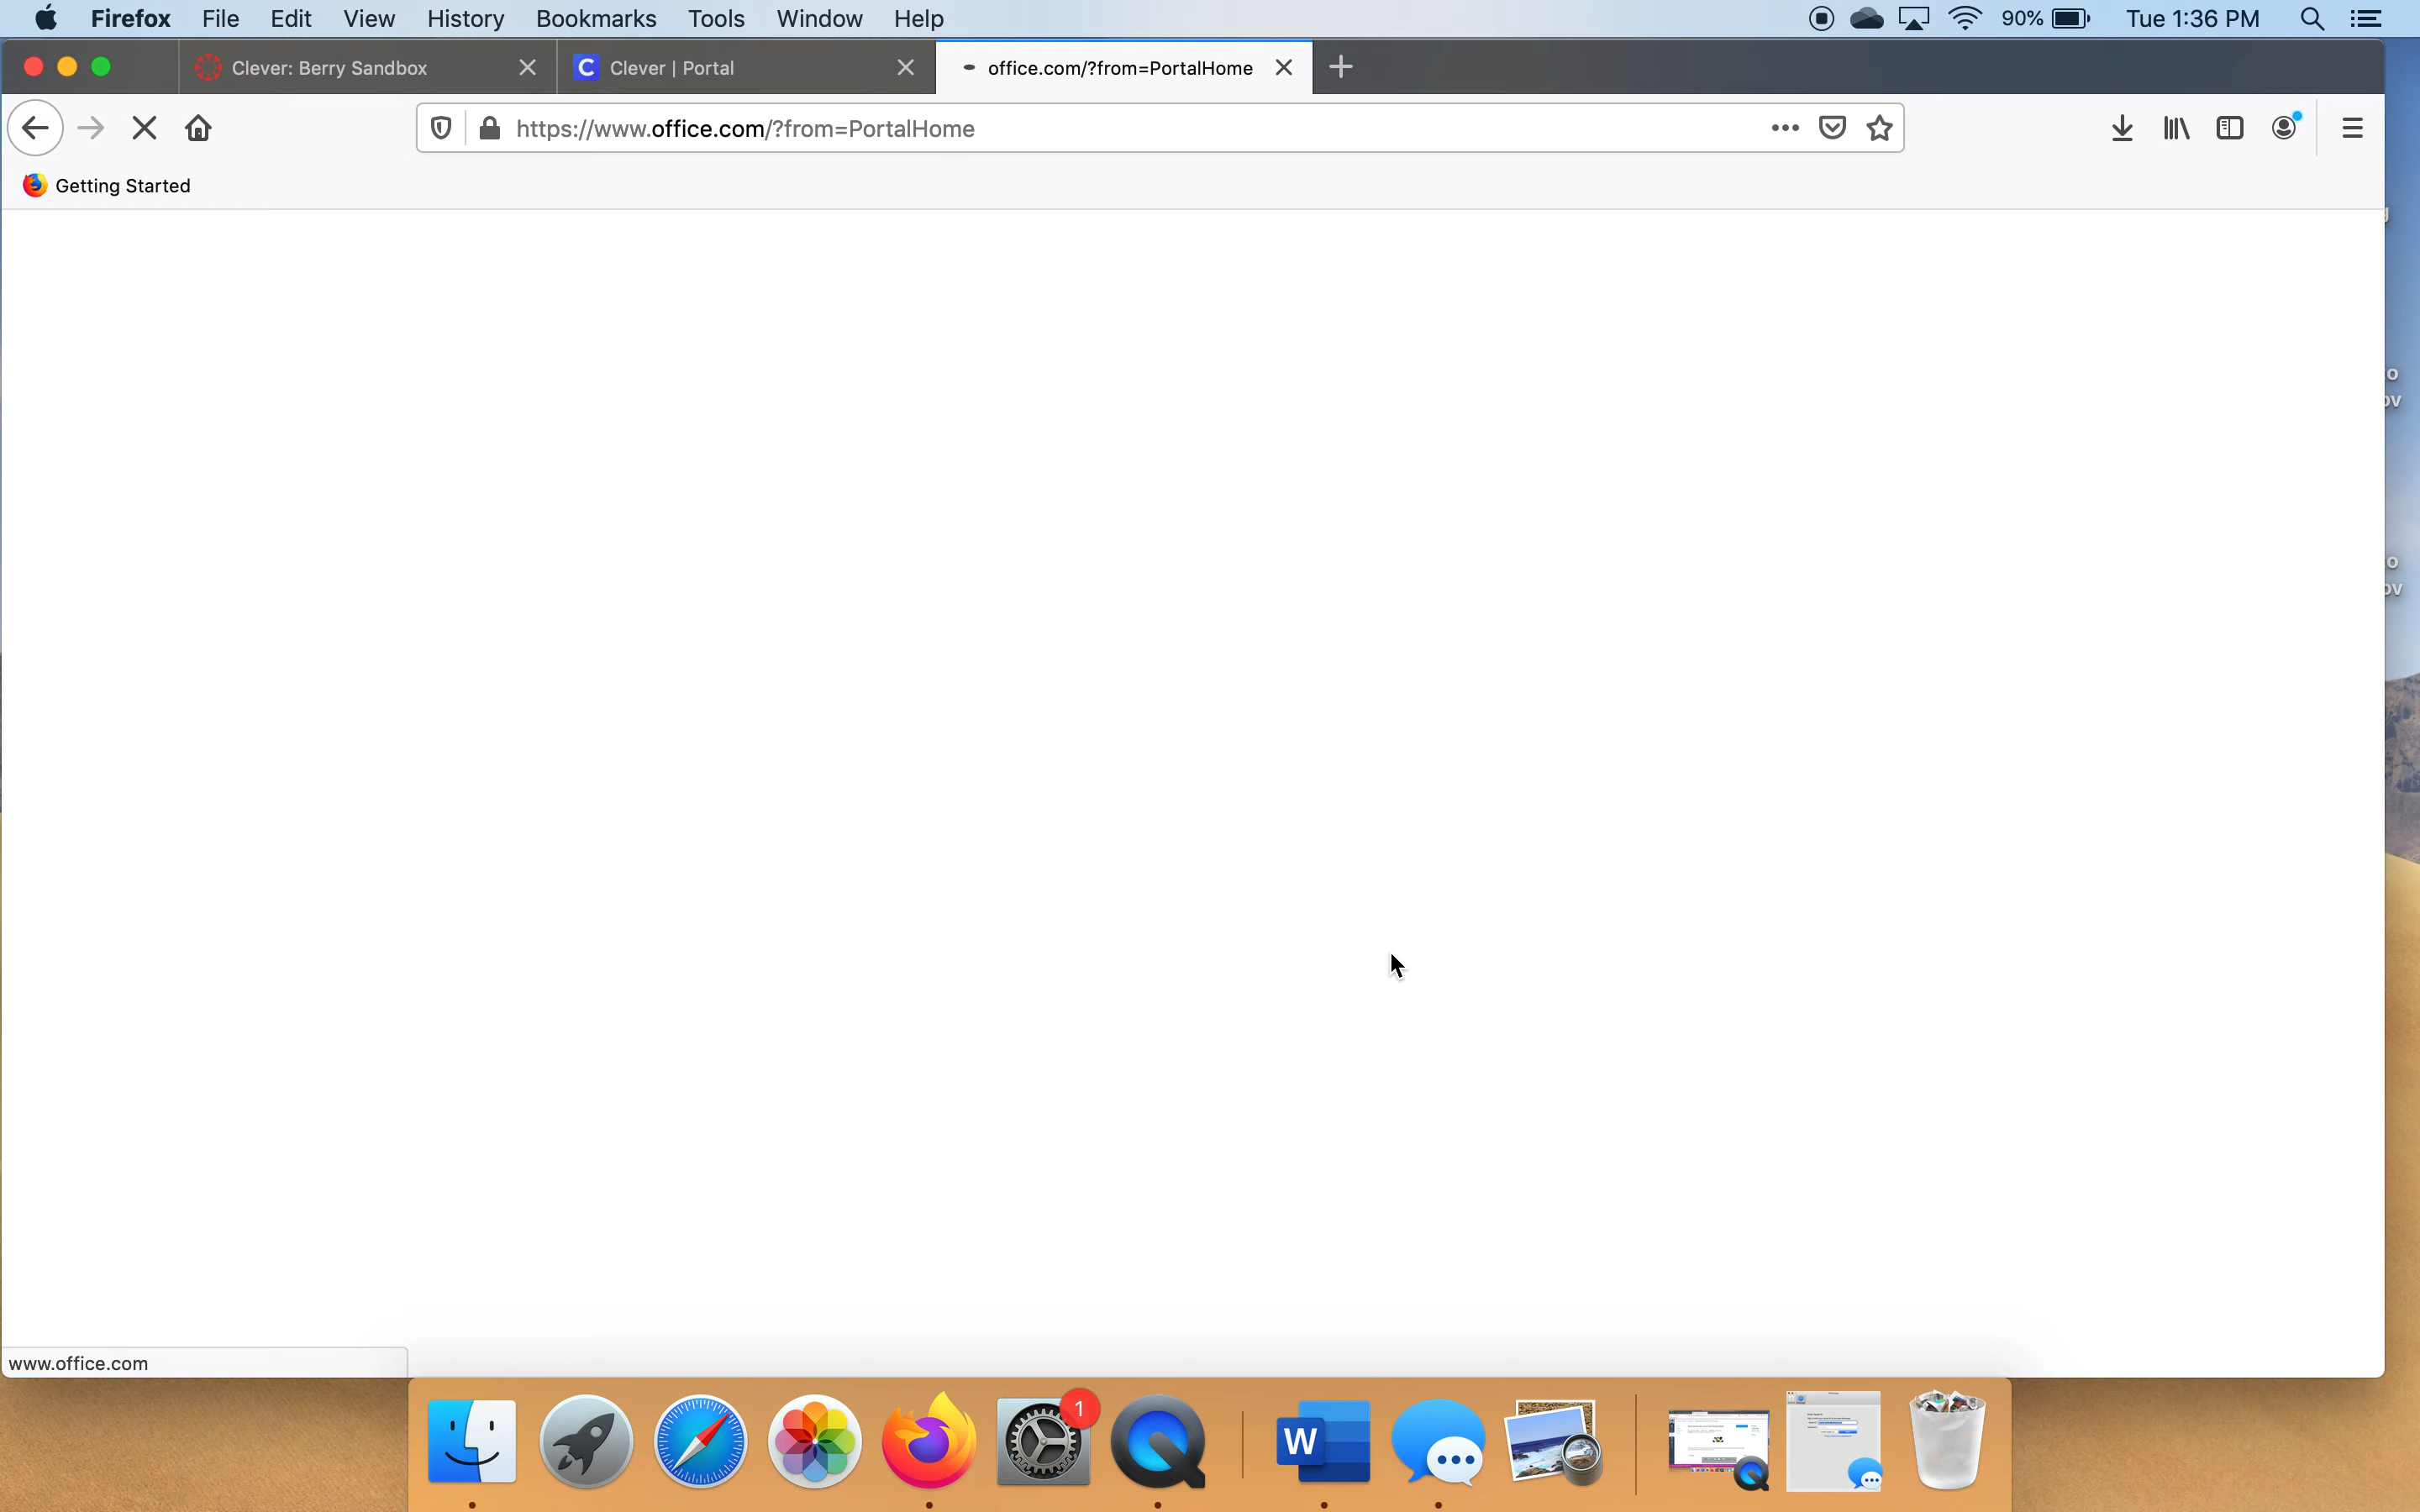 Firefox File Edit View History Bookmarks Tools Window Help 90% Tue 1:36 PM
Clever: Berry Sandbox Clever | Portal office.com/?from=PortalHome
https://www.office.com/?from=PortalHome
Getting Started
www.office.com
1
W